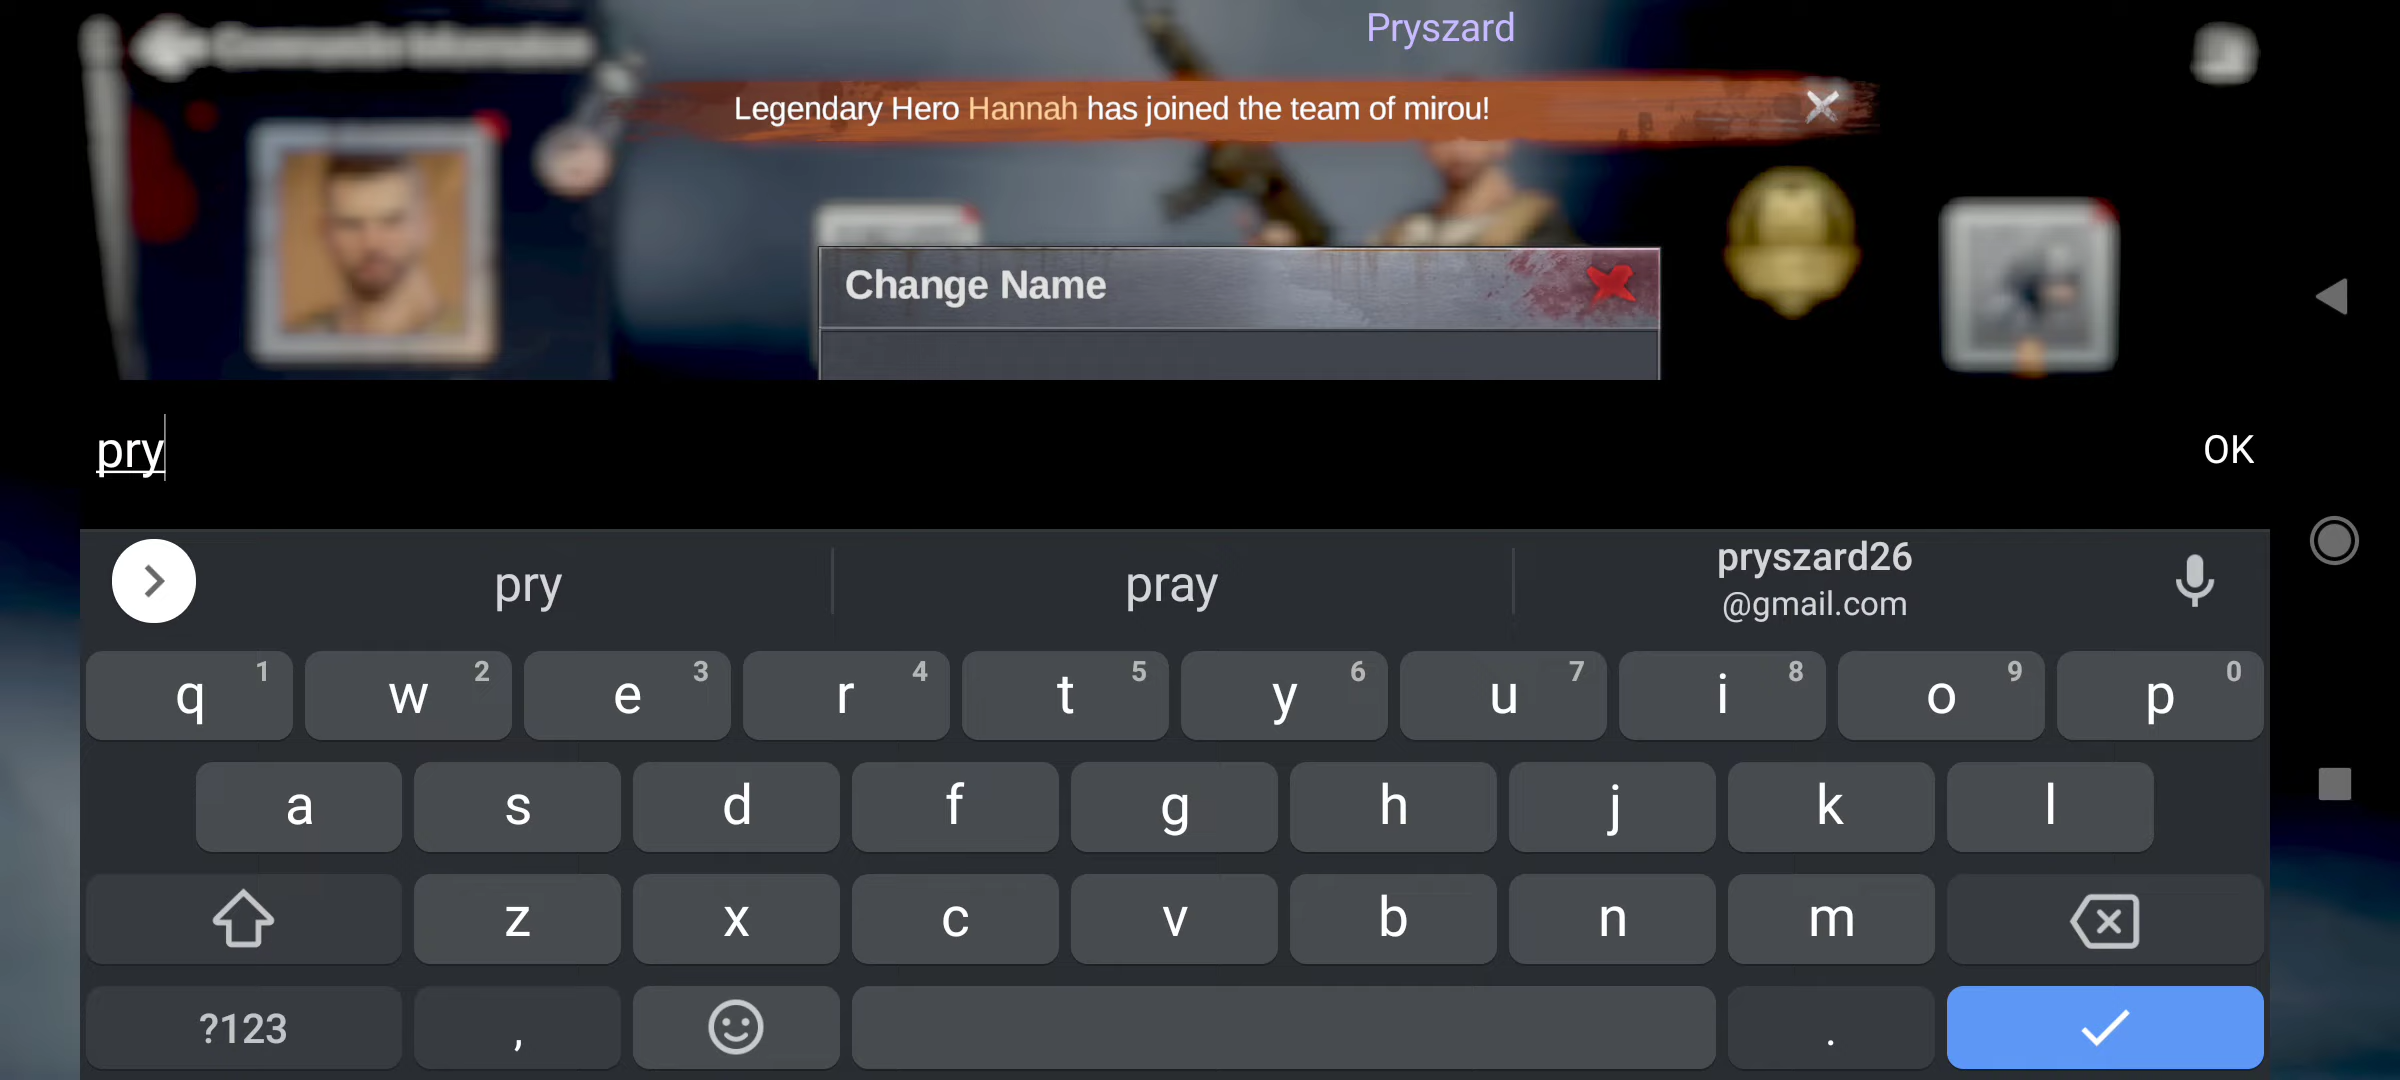 Pryszard
Legendary Hero Hannah has joined the team of mirou!
Change Name
pry
OK
pry
pray
pryszard26
@gmail.com
q 1 w 2 e 3 r 4 t 5 y 6 u 7 i 8 o 9 p 0
a s d f g h j k l
z x c v b n m
?123 , .